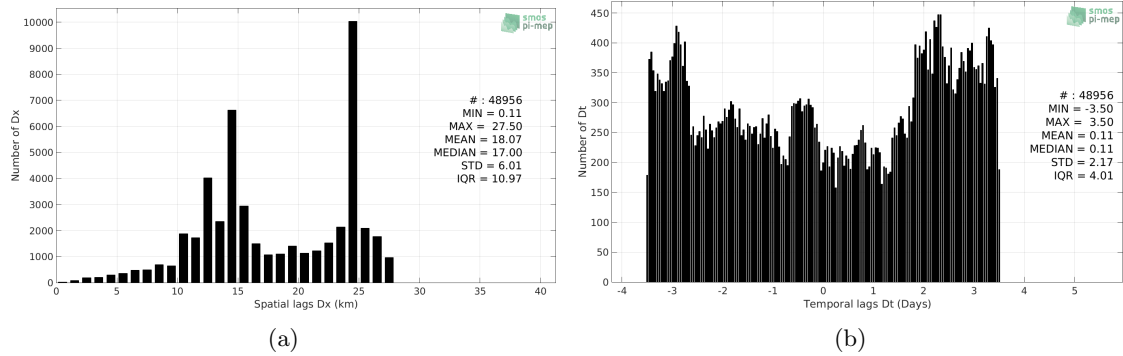 10000
9000
8000
7000
6000
5000
4000
3000
2000
1000
0
Number of Dx
0
5
10
15
20
25
30
35
40
Spatial lags Dx (km)
smos
pi-mep
# : 48956
MIN = 0.11
MAX = 27.50
MEAN = 18.07
MEDIAN = 17.00
STD = 6.01
IQR = 10.97
(a)
450
400
350
300
250
200
150
100
50
0
Number of Dt
-4
-3
-2
-1
0
1
2
3
4
5
Temporal lags Dt (Days)
smos
pi-mep
# : 48956
MIN = -3.50
MAX = 3.50
MEAN = 0.11
MEDIAN = 0.11
STD = 2.17
IQR = 4.01
(b)